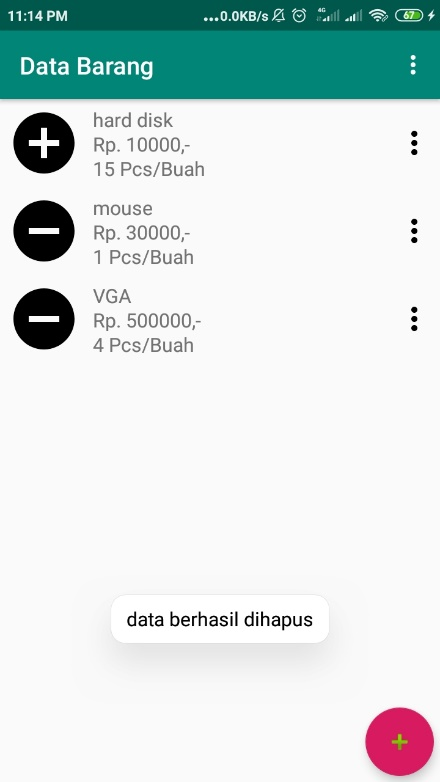 11:14 PM
...0.0KB/s
4G
67
Data Barang
hard disk
Rp. 10000,-
15 Pcs/Buah
mouse
Rp. 30000,-
1 Pcs/Buah
VGA
Rp. 500000,-
4 Pcs/Buah
data berhasil dihapus
+